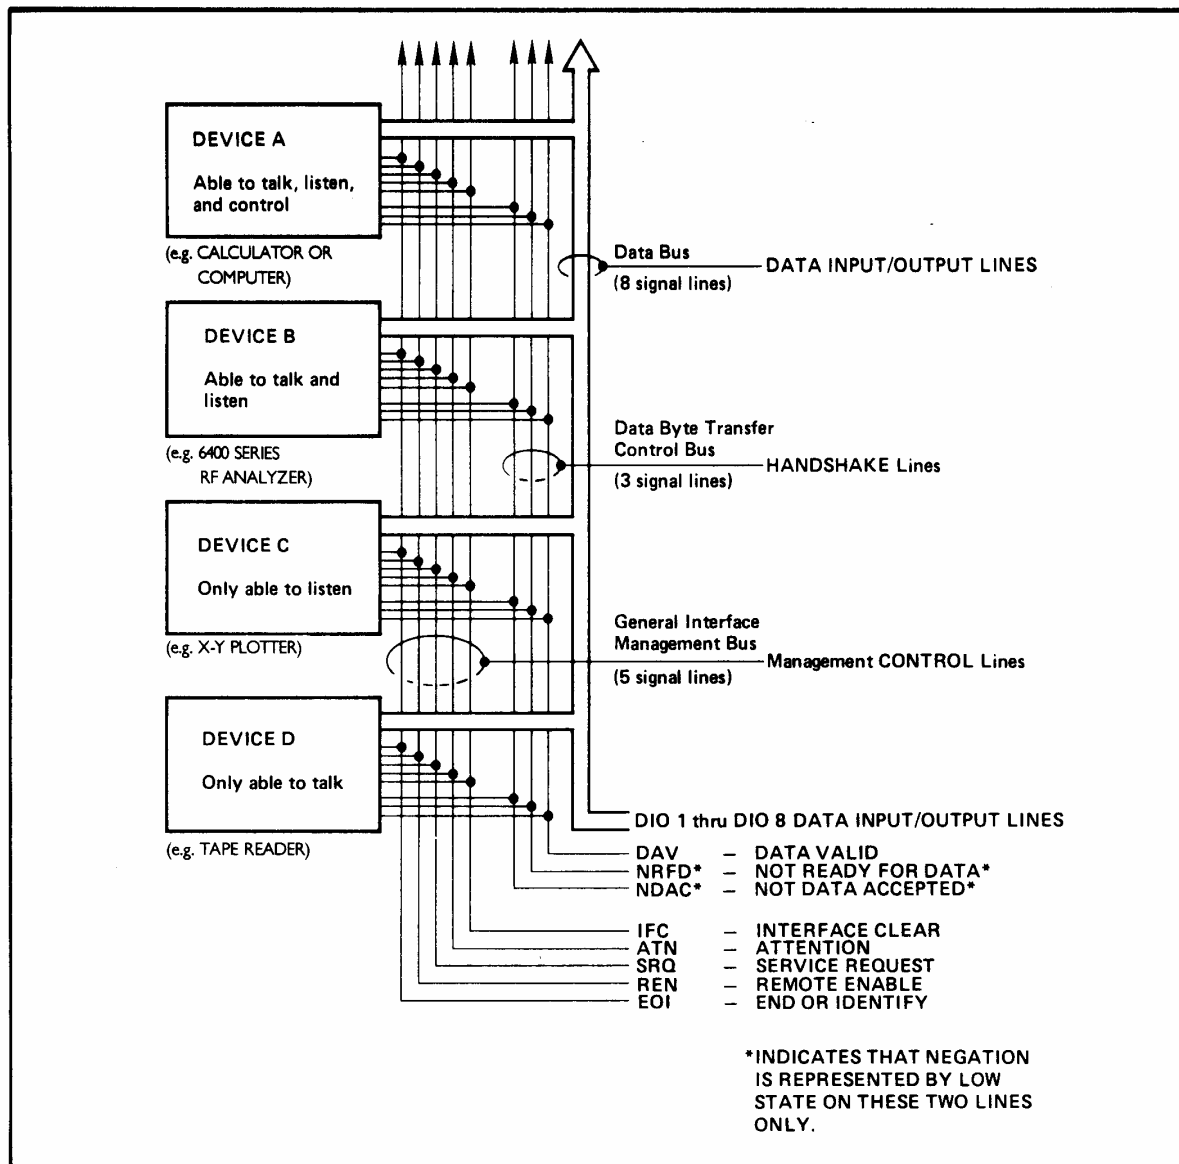 DEVICE A
Able to talk, listen,
and control
(e.g. CALCULATOR OR
COMPUTER)
Data Bus
(8 signal lines)
DATA INPUT/OUTPUT LINES
DEVICE B
Able to talk and
listen
(e.g. 6400 SERIES
RF ANALYZER)
Data Byte Transfer
Control Bus
(3 signal lines)
HANDSHAKE Lines
DEVICE C
Only able to listen
(e.g. X-Y PLOTTER)
General Interface
Management Bus
(5 signal lines)
Management CONTROL Lines
DEVICE D
Only able to talk
(e.g. TAPE READER)
DIO 1 thru DIO 8 DATA INPUT/OUTPUT LINES
DAV – DATA VALID
NRFD* – NOT READY FOR DATA*
NDAC* – NOT DATA ACCEPTED*
IFC – INTERFACE CLEAR
ATN – ATTENTION
SRQ – SERVICE REQUEST
REN – REMOTE ENABLE
EOI – END OR IDENTIFY
*INDICATES THAT NEGATION
IS REPRESENTED BY LOW
STATE ON THESE TWO LINES
ONLY.